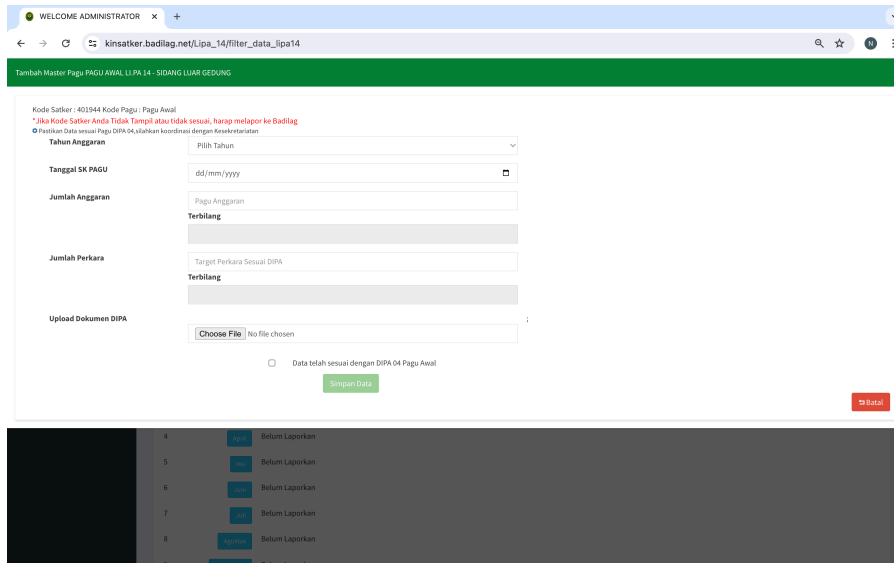 WELCOME ADMINISTRATOR
kinsatker.badilag.net/Lipa_14/filter_data_lipa14
N
Tambah Master Pagu PAGU AWAL LI.PA 14 - SIDANG LUAR GEDUNG
Kode Satker : 401944 Kode Pagu : Pagu Awal
*Jika Kode Satker Anda Tidak Tampil atau tidak sesuai, harap melapor ke Badilag
Pastikan Data sesuai Pagu DIPA 04,silahkan koordinasi dengan Kesekretariatan
Tahun Anggaran
Pilih Tahun
Tanggal SK PAGU
dd/mm/yyyy
Jumlah Anggaran
Pagu Anggaran
Terbilang
Jumlah Perkara
Target Perkara Sesuai DIPA
Terbilang
Upload Dokumen DIPA
;
Choose File No file chosen
Data telah sesuai dengan DIPA 04 Pagu Awal
Simpan Data
Batal
4 April Belum Laporkan
5 Mei Belum Laporkan
6 Juni Belum Laporkan
7 Juli Belum Laporkan
8 Agustus Belum Laporkan